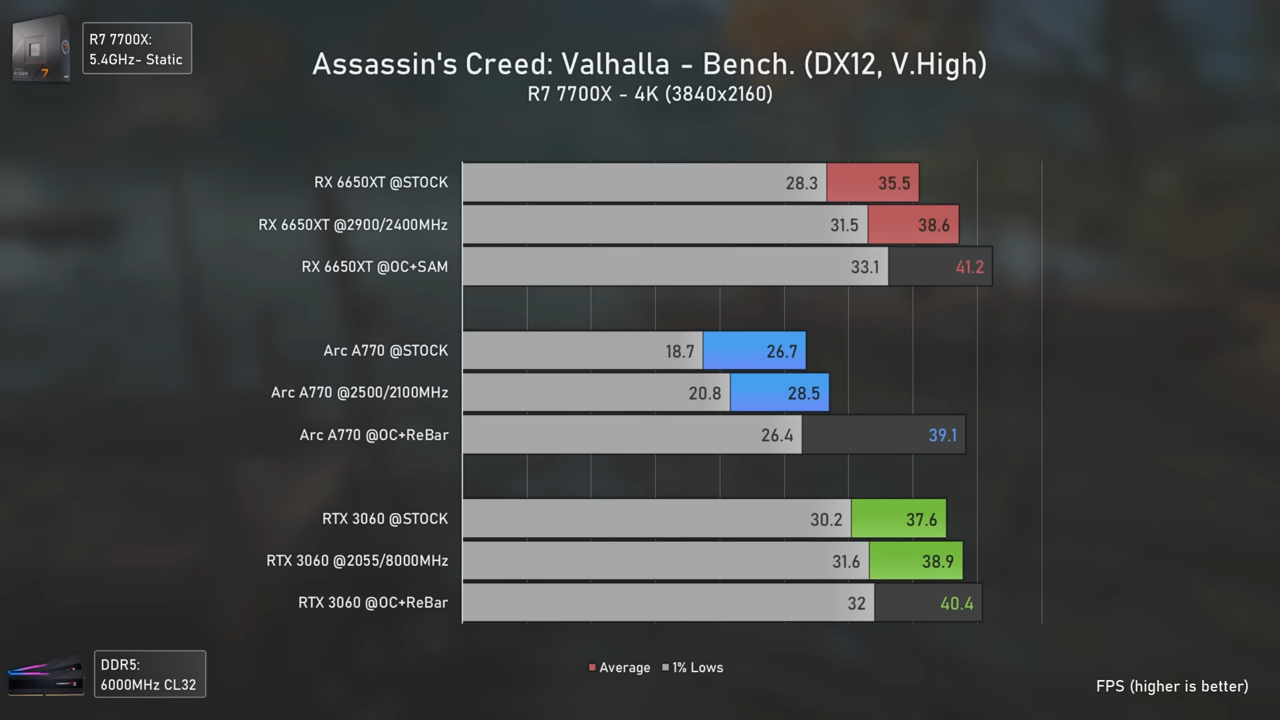 R7 7700X:
5.4GHz- Static
Assassin's Creed: Valhalla - Bench. (DX12, V.High)
R7 7700X - 4K (3840x2160)
RX 6650XT @STOCK 28.3 35.5
RX 6650XT @2900/2400MHz 31.5 38.6
RX 6650XT @OC+SAM 33.1 41.2
Arc A770 @STOCK 18.7 26.7
Arc A770 @2500/2100MHz 20.8 28.5
Arc A770 @OC+ReBar 26.4 39.1
RTX 3060 @STOCK 30.2 37.6
RTX 3060 @2055/8000MHz 31.6 38.9
RTX 3060 @OC+ReBar 32 40.4
DDR5:
6000MHz CL32
Average 1% Lows
FPS (higher is better)